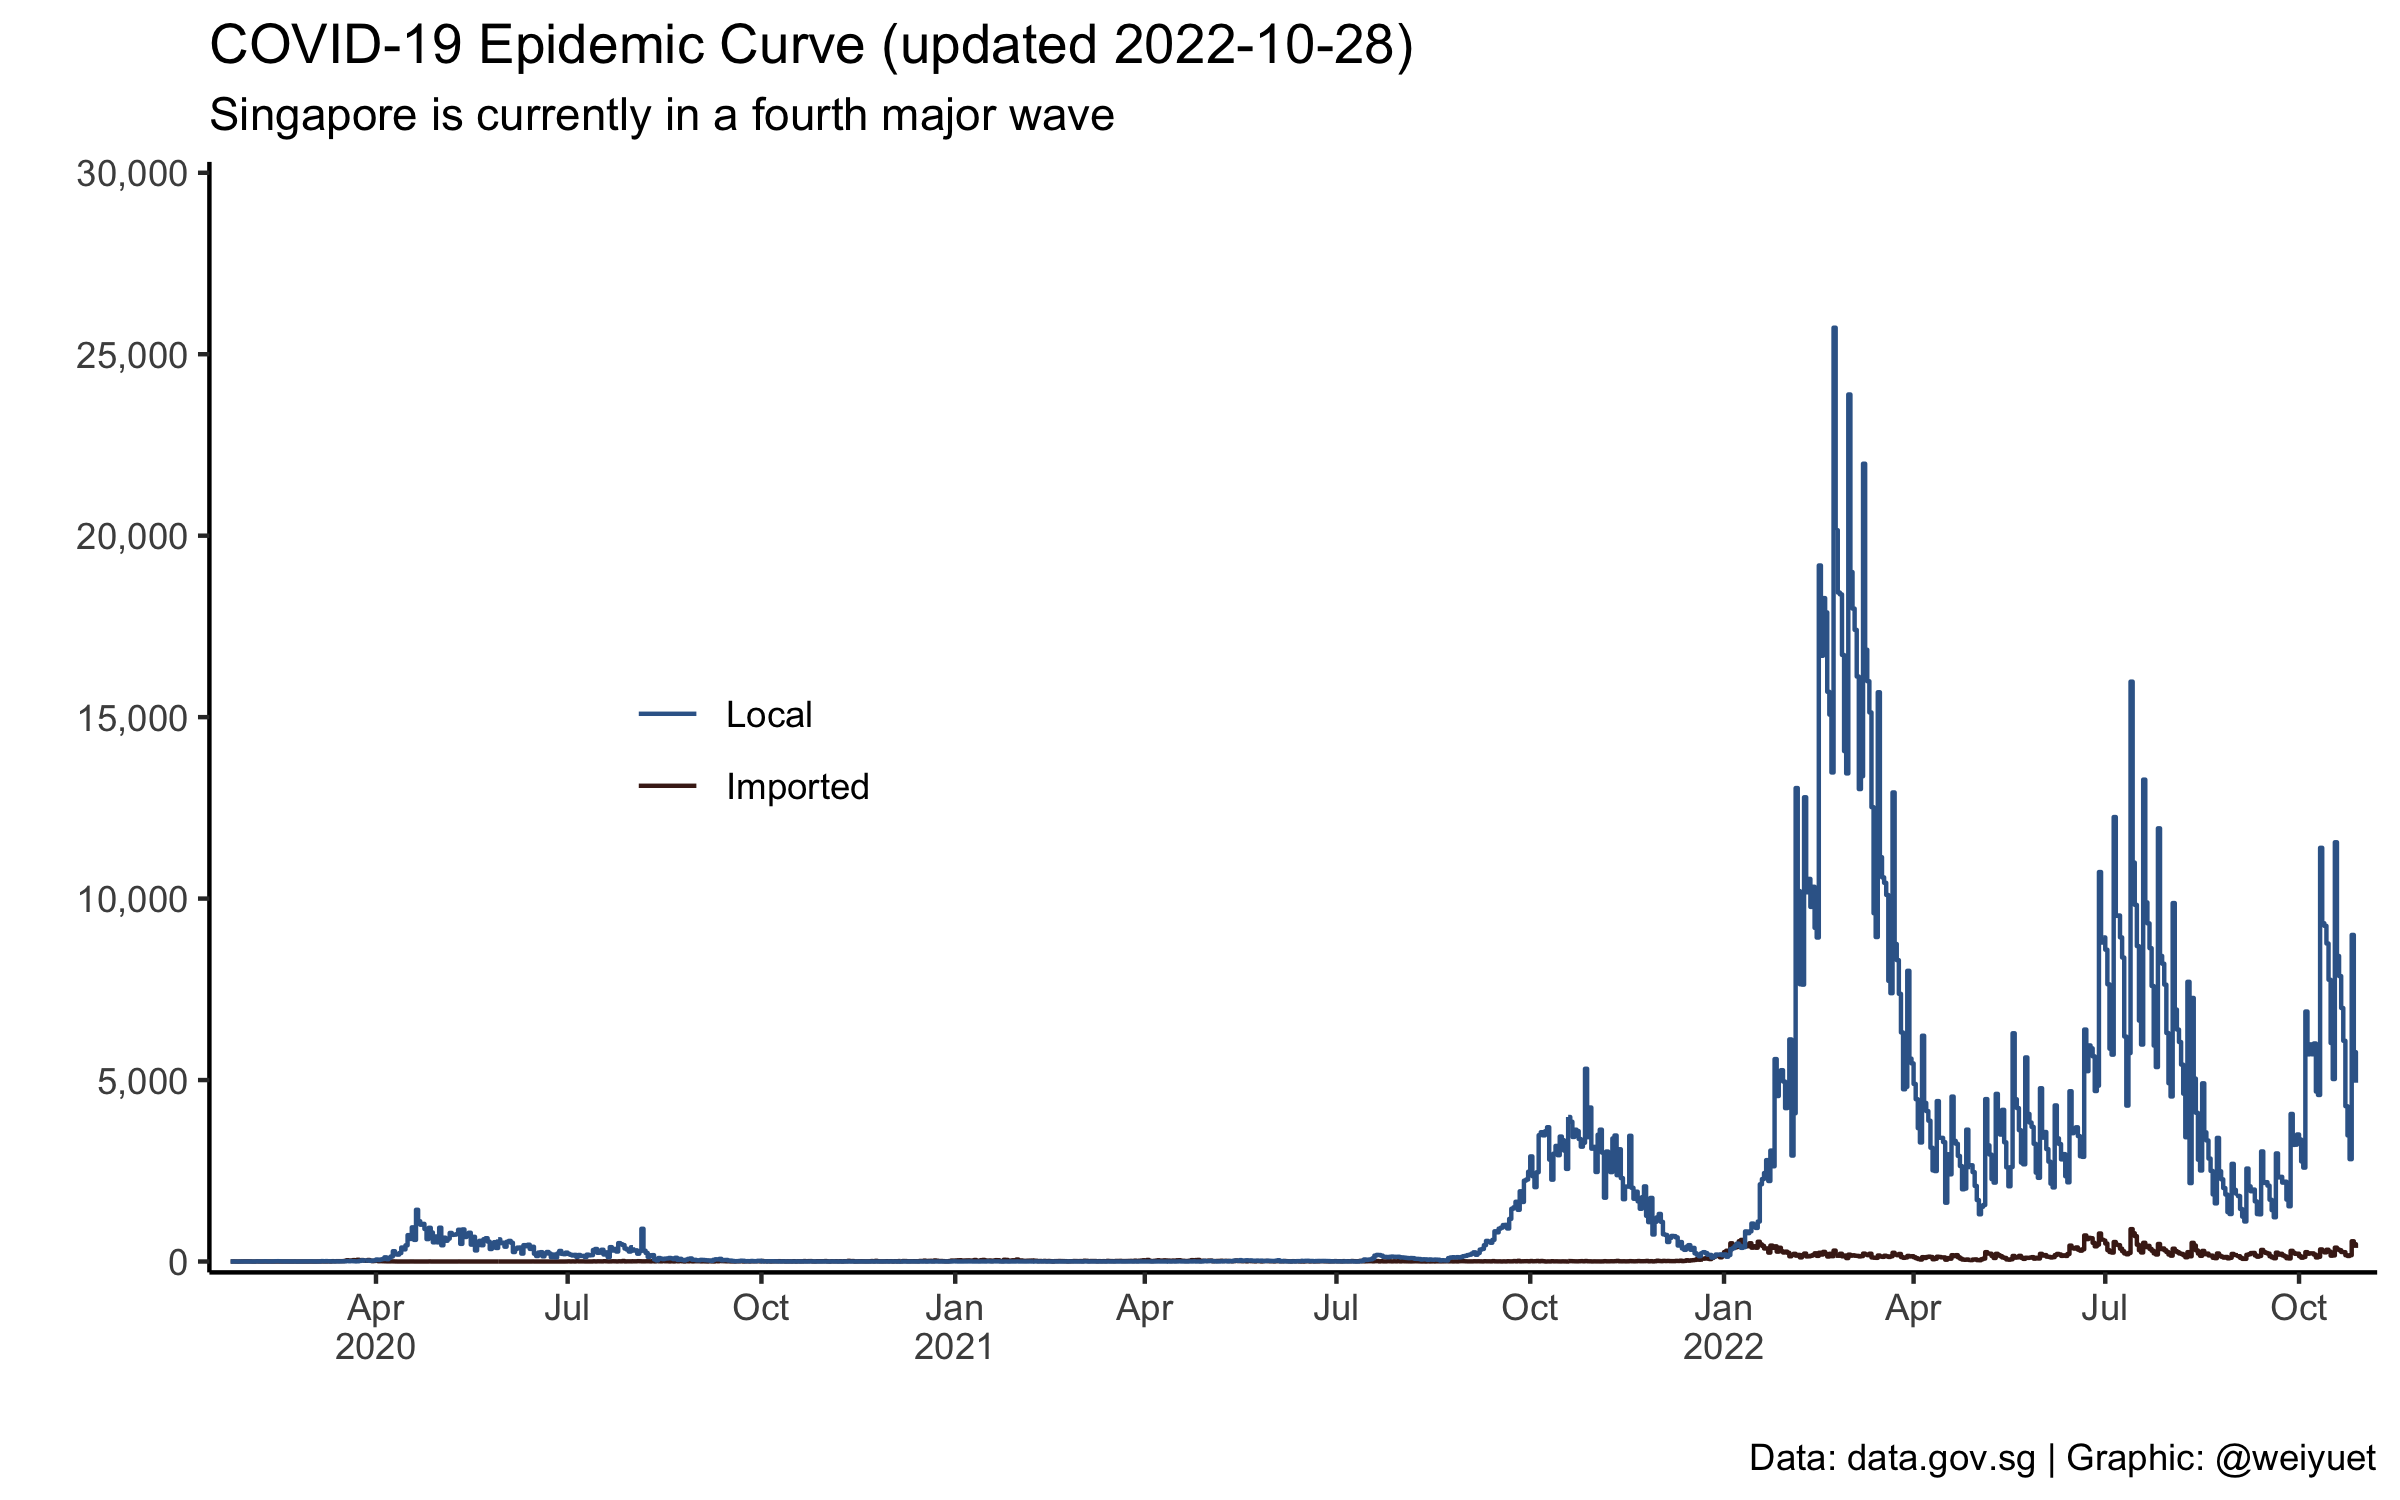 COVID-19 Epidemic Curve (updated 2022-10-28)
Singapore is currently in a fourth major wave
30,000
25,000
20,000
15,000
10,000
5,000
0
Local
Imported
Apr Jul Oct Jan Apr Jul Oct Jan Apr Jul Oct
2020 2021 2022
Data: data.gov.sg | Graphic: @weiyuet